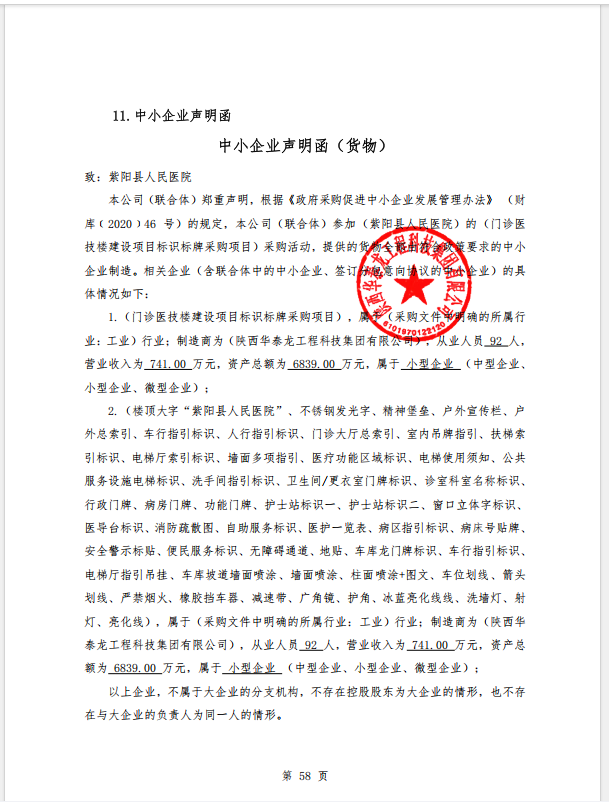 11.中小企业声明函
中小企业声明函（货物）
致：紫阳县人民医院
本公司（联合体）郑重声明，根据《政府采购促进中小企业发展管理办法》（财
库﹝2020﹞46 号）的规定，本公司（联合体）参加（紫阳县人民医院）的（门诊医
技楼建设项目标识标牌采购项目）采购活动，提供的货物全部由符合政策要求的中小
企业制造。相关企业（含联合体中的中小企业、签订分包意向协议的中小企业）的具
体情况如下：
1.（门诊医技楼建设项目标识标牌采购项目），属于（采购文件中明确的所属行
业：工业）行业；制造商为（陕西华泰龙工程科技集团有限公司），从业人员 92 人，
营业收入为 741.00 万元，资产总额为 6839.00 万元，属于 小型企业 （中型企业、
小型企业、微型企业）；
2.（楼顶大字“紫阳县人民医院”、不锈钢发光字、精神堡垒、户外宣传栏、户
外总索引、车行指引标识、人行指引标识、门诊大厅总索引、室内吊牌指引、扶梯索
引标识、电梯厅索引标识、墙面多项指引、医疗功能区域标识、电梯使用须知、公共
服务设施电梯标识、洗手间指引标识、卫生间/更衣室门牌标识、诊室科室名称标识、
行政门牌、病房门牌、功能门牌、护士站标识一、护士站标识二、窗口立体字标识、
医导台标识、消防疏散图、自助服务标识、医护一览表、病区指引标识、病床号贴牌、
安全警示标贴、便民服务标识、无障碍通道、地贴、车库龙门牌标识、车行指引标识、
电梯厅指引吊挂、车库坡道墙面喷涂、墙面喷涂、柱面喷涂+图文、车位划线、箭头
划线、严禁烟火、橡胶挡车器、减速带、广角镜、护角、冰蓝亮化线线、洗墙灯、射
灯、亮化线），属于（采购文件中明确的所属行业：工业）行业；制造商为（陕西华
泰龙工程科技集团有限公司），从业人员 92 人，营业收入为 741.00 万元，资产总
额为 6839.00 万元，属于 小型企业 （中型企业、小型企业、微型企业）；
以上企业，不属于大企业的分支机构，不存在控股股东为大企业的情形，也不存
在与大企业的负责人为同一人的情形。
陕西华泰龙工程科技集团有限公司
6101970122120
第 58 页